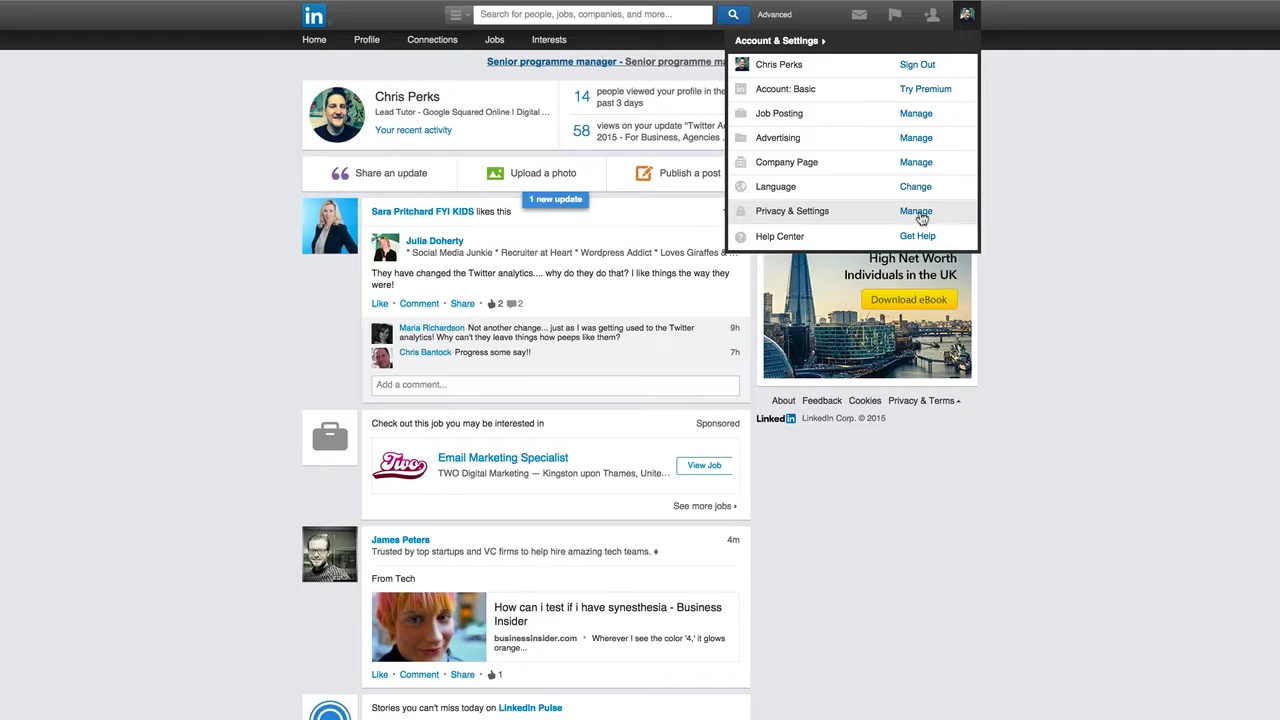 in
Search for people, jobs, companies, and more...
Advanced
Home Profile Connections Jobs Interests
Account & Settings
Senior programme manager - Senior programme ma
Chris Perks Sign Out
Account: Basic Try Premium
Job Posting Manage
Advertising Manage
Company Page Manage
Language Change
Privacy & Settings Manage
Help Center Get Help
Chris Perks
Lead Tutor - Google Squared Online | Digital ...
Your recent activity
14 people viewed your profile in the
past 3 days
58 views on your update "Twitter Ad
2015 - For Business, Agencies ...
Share an update
Upload a photo
Publish a post
1 new update
Sara Pritchard FYI KIDS likes this
Julia Doherty
* Social Media Junkie * Recruiter at Heart * Wordpress Addict * Loves Giraffes & ...
They have changed the Twitter analytics.... why do they do that? I like things the way they
were!
Like • Comment • Share • 2 2
Maria Richardson Not another change... just as I was getting used to the Twitter 9h
analytics! Why can't they leave things how peeps like them?
Chris Bantock Progress some say!! 7h
Add a comment...
High Net Worth
Individuals in the UK
Download eBook
About Feedback Cookies Privacy & Terms
LinkedIn LinkedIn Corp. © 2015
Check out this job you may be interested in Sponsored
Two
Email Marketing Specialist
TWO Digital Marketing — Kingston upon Thames, Unite...
View Job
See more jobs
James Peters 4m
Trusted by top startups and VC firms to help hire amazing tech teams. ♦
From Tech
How can i test if i have synesthesia - Business
Insider
businessinsider.com • Wherever I see the color '4,' it glows
orange...
Like • Comment • Share • 1
Stories you can't miss today on LinkedIn Pulse